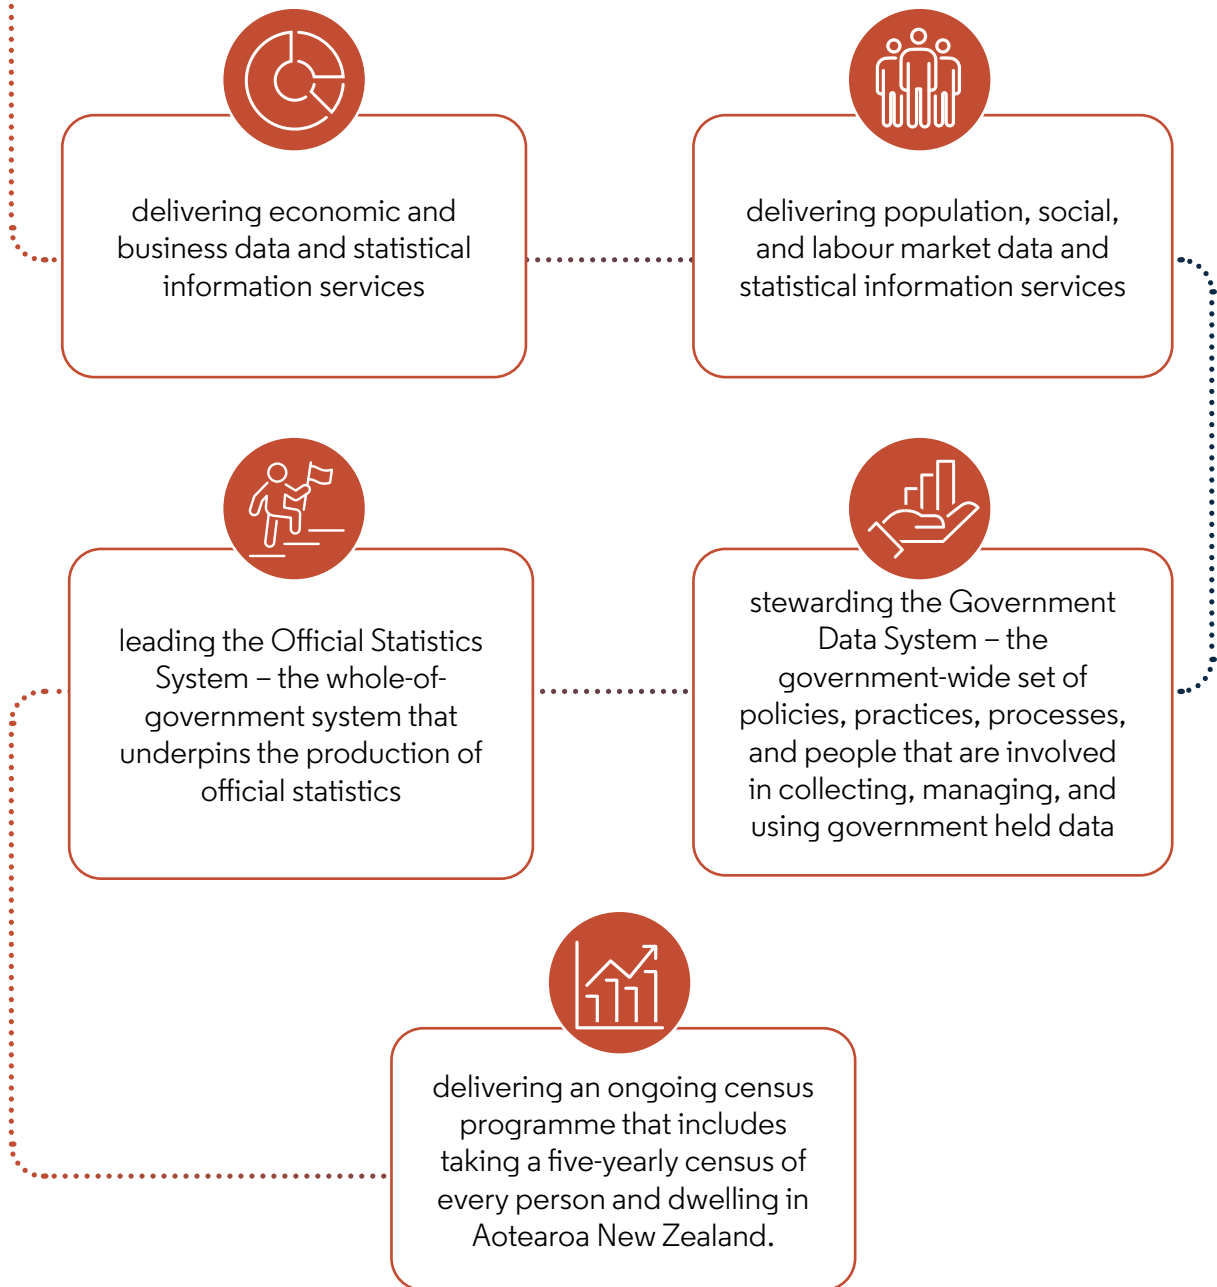 delivering economic and
business data and statistical
information services
delivering population, social,
and labour market data and
statistical information services
stewarding the Government
Data System – the
government-wide set of
policies, practices, processes,
and people that are involved
in collecting, managing, and
using government held data
leading the Official Statistics
System – the whole-of-
government system that
underpins the production of
official statistics
delivering an ongoing census
programme that includes
taking a five-yearly census of
every person and dwelling in
Aotearoa New Zealand.